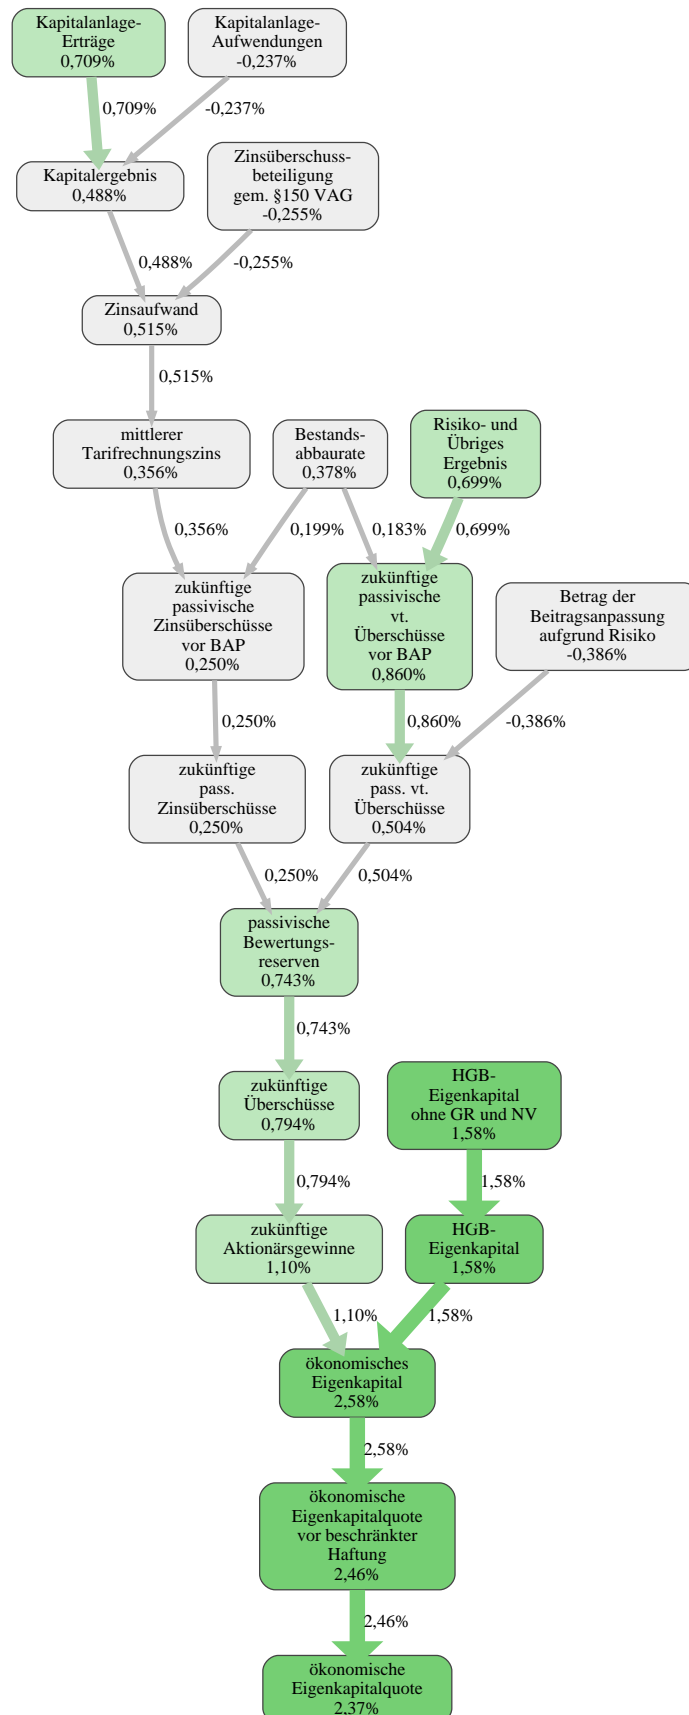 Kapitalanlage-
Erträge
0,709%
Kapitalanlage-
Aufwendungen
-0,237%
0,709%
-0,237%
Kapitalergebnis
0,488%
Zinsüberschuss-
beteiligung
gem. §150 VAG
-0,255%
0,488%
-0,255%
Zinsaufwand
0,515%
0,515%
mittlerer
Tarifrechnungszins
0,356%
Bestands-
abbaurate
0,378%
Risiko- und
Übriges
Ergebnis
0,699%
0,356%
0,199%
0,183%
0,699%
zukünftige
passivische
Zinsüberschüsse
vor BAP
0,250%
zukünftige
passivische
vt.
Überschüsse
vor BAP
0,860%
Betrag der
Beitragsanpassung
aufgrund Risiko
-0,386%
0,250%
0,860%
-0,386%
zukünftige
pass.
Zinsüberschüsse
0,250%
zukünftige
pass. vt.
Überschüsse
0,504%
0,250%
0,504%
passivische
Bewertungs-
reserven
0,743%
0,743%
zukünftige
Überschüsse
0,794%
HGB-
Eigenkapital
ohne GR und NV
1,58%
0,794%
1,58%
zukünftige
Aktionärsgewinne
1,10%
HGB-
Eigenkapital
1,58%
1,10%
1,58%
ökonomisches
Eigenkapital
2,58%
2,58%
ökonomische
Eigenkapitalquote
vor beschränkter
Haftung
2,46%
2,46%
ökonomische
Eigenkapitalquote
2,37%